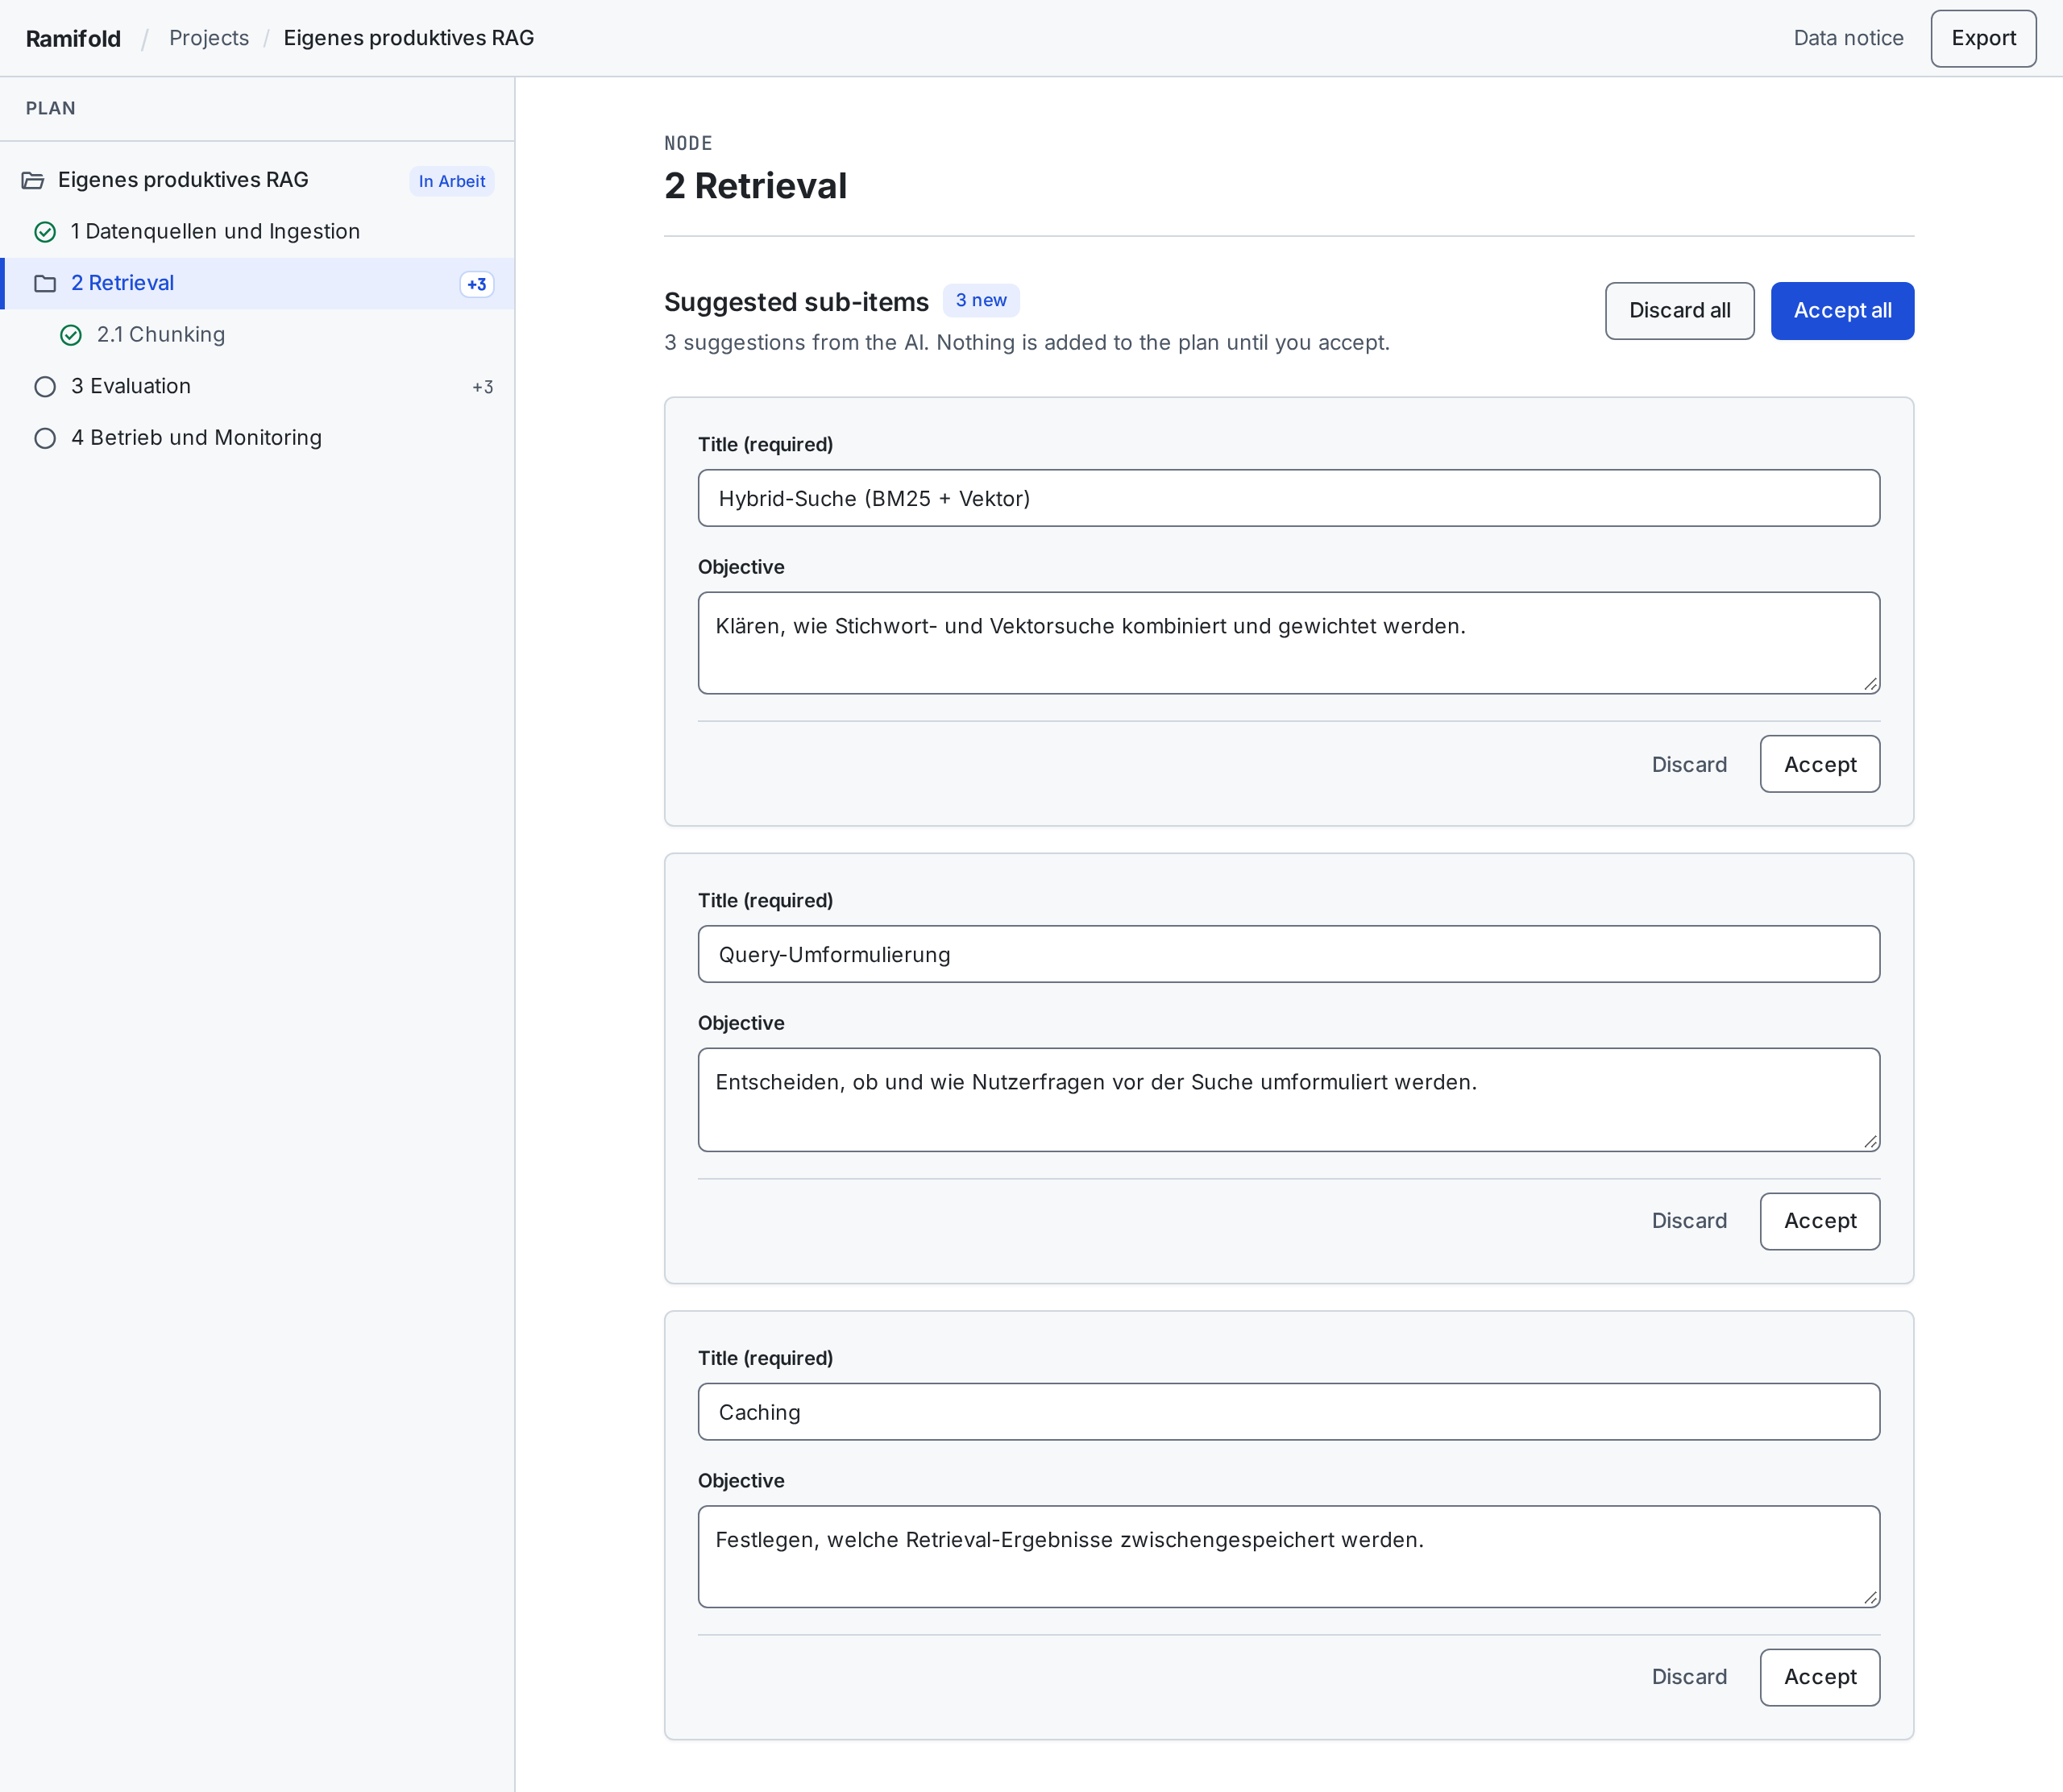 Ramifold / Projects / Eigenes produktives RAG
Data notice
Export
PLAN
Eigenes produktives RAG
In Arbeit
1 Datenquellen und Ingestion
2 Retrieval
+3
2.1 Chunking
3 Evaluation
+3
4 Betrieb und Monitoring
NODE
2 Retrieval
Suggested sub-items
3 new
3 suggestions from the AI. Nothing is added to the plan until you accept.
Discard all
Accept all
Title (required)
Hybrid-Suche (BM25 + Vektor)
Objective
Klären, wie Stichwort- und Vektorsuche kombiniert und gewichtet werden.
Discard
Accept
Title (required)
Query-Umformulierung
Objective
Entscheiden, ob und wie Nutzerfragen vor der Suche umformuliert werden.
Discard
Accept
Title (required)
Caching
Objective
Festlegen, welche Retrieval-Ergebnisse zwischengespeichert werden.
Discard
Accept